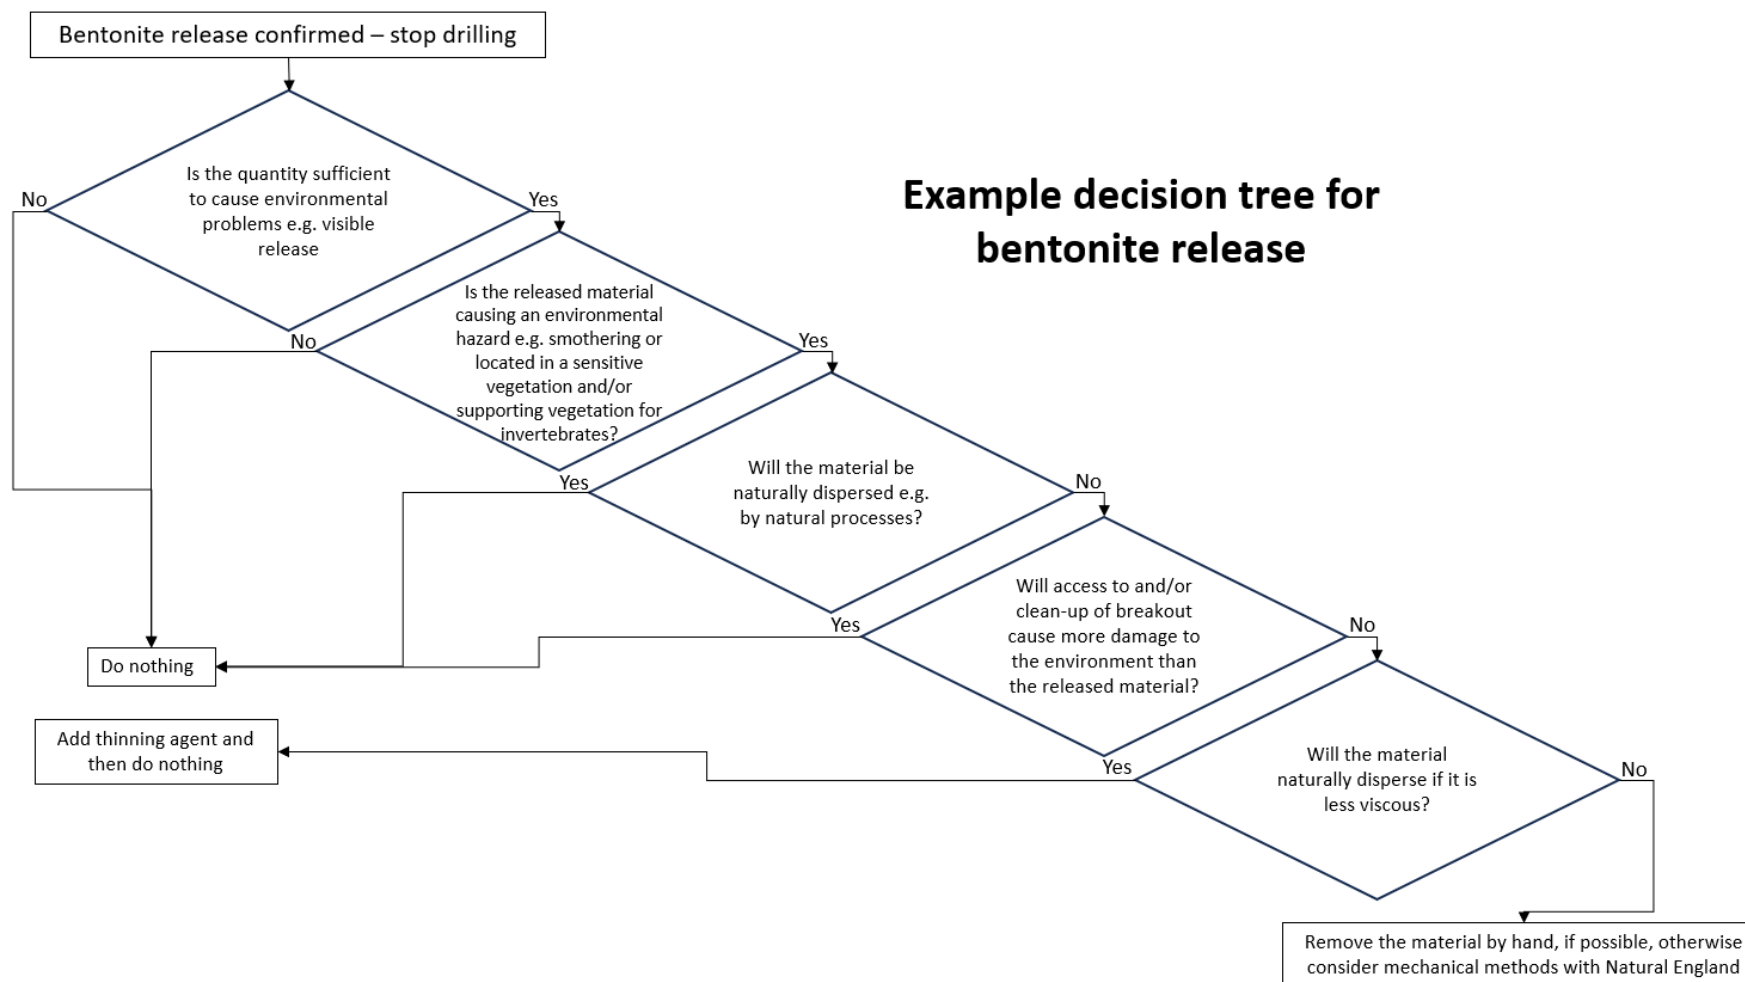 Bentonite release confirmed – stop drilling
Is the quantity sufficient
to cause environmental
problems e.g. visible
release
No
Yes
Example decision tree for
bentonite release
Is the released material
causing an environmental
hazard e.g. smothering or
located in a sensitive
vegetation and/or
supporting vegetation for
invertebrates?
No
Yes
Will the material be
naturally dispersed e.g.
by natural processes?
Yes
No
Will access to and/or
clean-up of breakout
cause more damage to
the environment than
the released material?
Yes
No
Do nothing
Add thinning agent and
then do nothing
Will the material
naturally disperse if it is
less viscous?
Yes
No
Remove the material by hand, if possible, otherwise
consider mechanical methods with Natural England